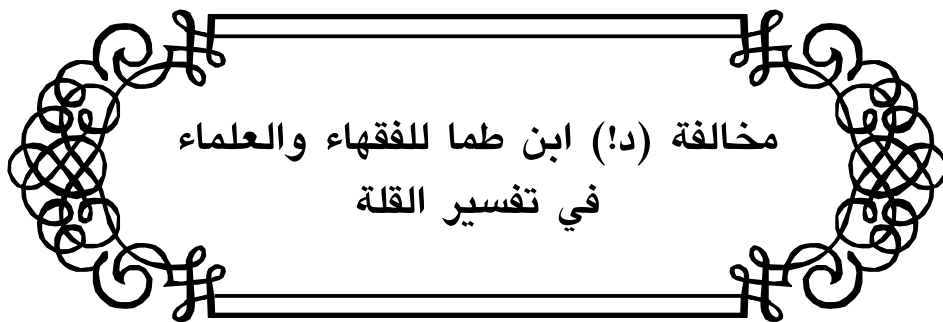 مخالفة (د!) ابن طما للفقهاء والعلماء
في تفسير القلة